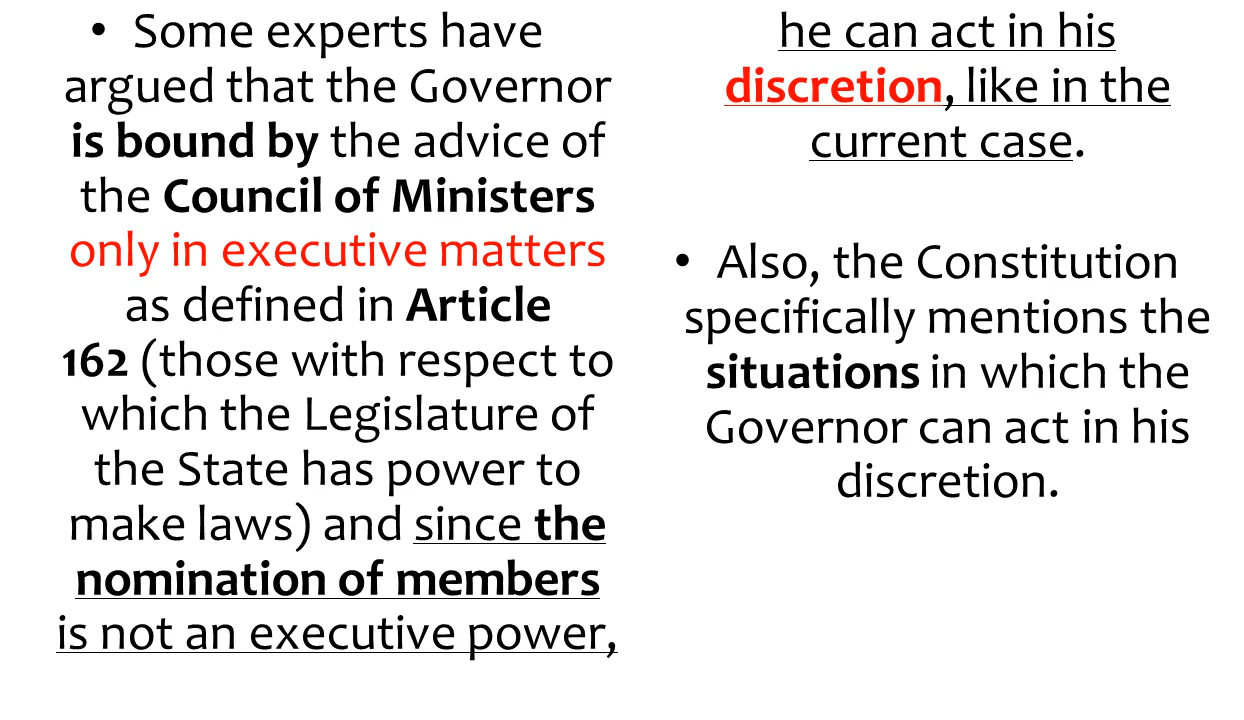 • Some experts have
argued that the Governor
is bound by the advice of
the Council of Ministers
only in executive matters
as defined in Article
162 (those with respect to
which the Legislature of
the State has power to
make laws) and since the
nomination of members
is not an executive power,
he can act in his
discretion, like in the
current case.
• Also, the Constitution
specifically mentions the
situations in which the
Governor can act in his
discretion.